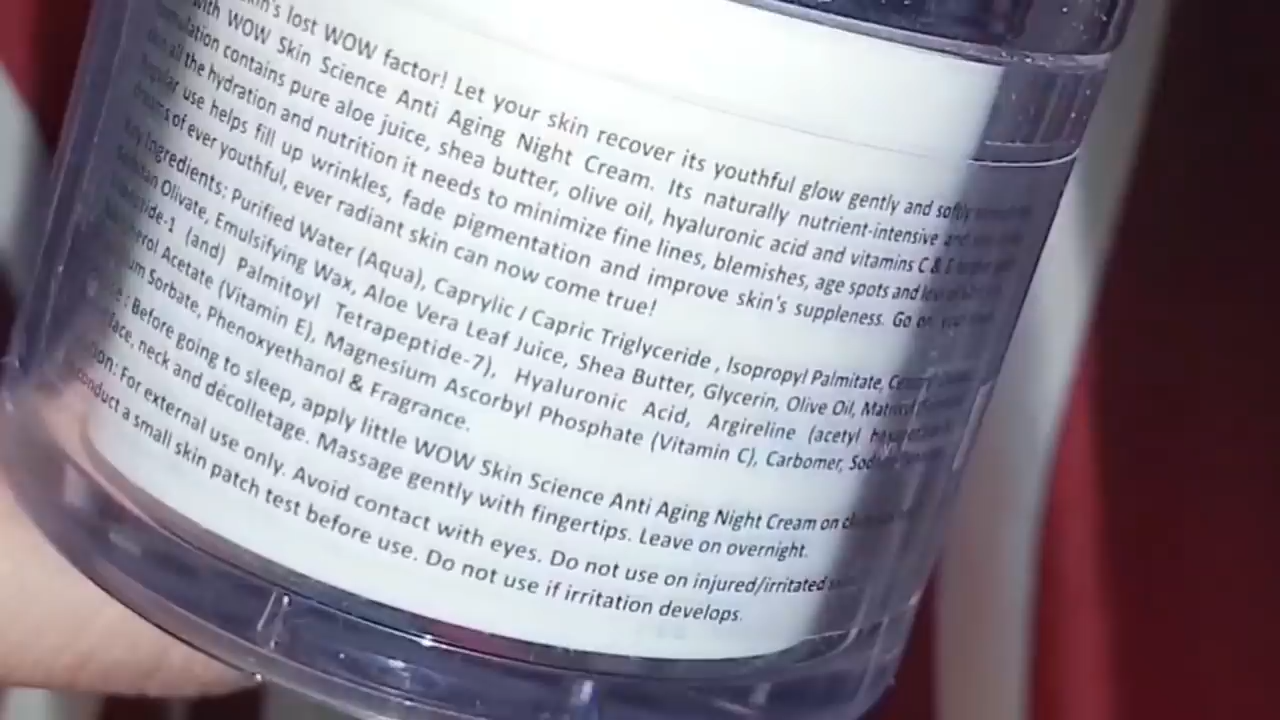 skin's lost WOW factor! Let your skin recover its youthful glow gently and softly
with WOW Skin Science Anti Aging Night Cream. Its naturally nutrient-intensive
contains pure aloe juice, shea butter, olive oil, hyaluronic acid and vitamins C & E
all the hydration and nutrition it needs to minimize fine lines, blemishes, age spots and
Regular use helps fill up wrinkles, fade pigmentation and improve skin's suppleness. Go on
of ever youthful, ever radiant skin can now come true!
Key Ingredients: Purified Water (Aqua), Caprylic / Capric Triglyceride , Isopropyl Palmitate,
Olivate, Emulsifying Wax, Aloe Vera Leaf Juice, Shea Butter, Glycerin, Olive Oil,
(and) Palmitoyl Tetrapeptide-7), Hyaluronic Acid, Argireline (acetyl
Acetate (Vitamin E), Magnesium Ascorbyl Phosphate (Vitamin C), Carbomer,
Sorbate, Phenoxyethanol & Fragrance.
: Before going to sleep, apply little WOW Skin Science Anti Aging Night Cream on
face, neck and décolletage. Massage gently with fingertips. Leave on overnight.
For external use only. Avoid contact with eyes. Do not use on injured/irritated
conduct a small skin patch test before use. Do not use if irritation develops.